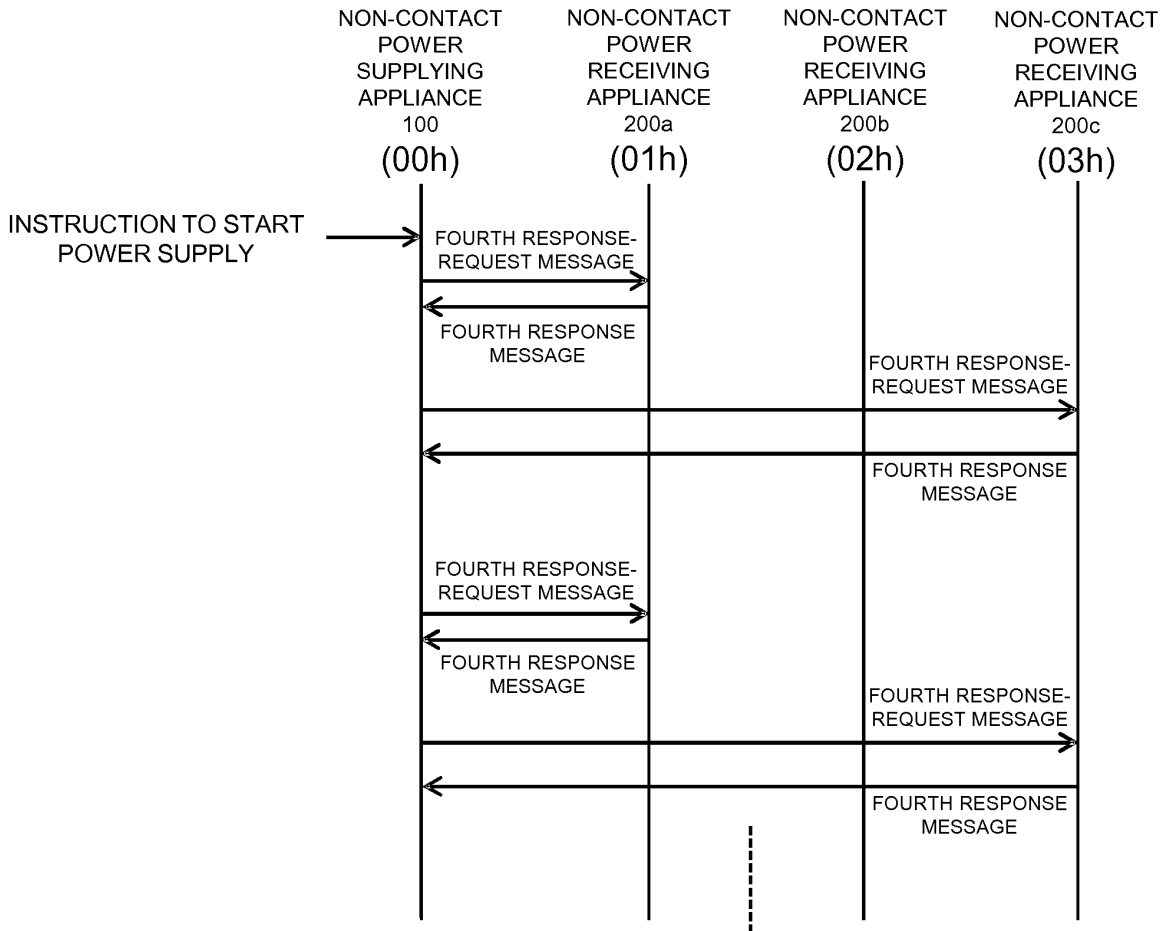 NON-CONTACT
POWER
SUPPLYING
APPLIANCE
100
(00h)
NON-CONTACT
POWER
RECEIVING
APPLIANCE
200a
(01h)
NON-CONTACT
POWER
RECEIVING
APPLIANCE
200b
(02h)
NON-CONTACT
POWER
RECEIVING
APPLIANCE
200c
(03h)
INSTRUCTION TO START
POWER SUPPLY
FOURTH RESPONSE-
REQUEST MESSAGE
FOURTH RESPONSE
MESSAGE
FOURTH RESPONSE-
REQUEST MESSAGE
FOURTH RESPONSE
MESSAGE
FOURTH RESPONSE-
REQUEST MESSAGE
FOURTH RESPONSE
MESSAGE
FOURTH RESPONSE-
REQUEST MESSAGE
FOURTH RESPONSE
MESSAGE